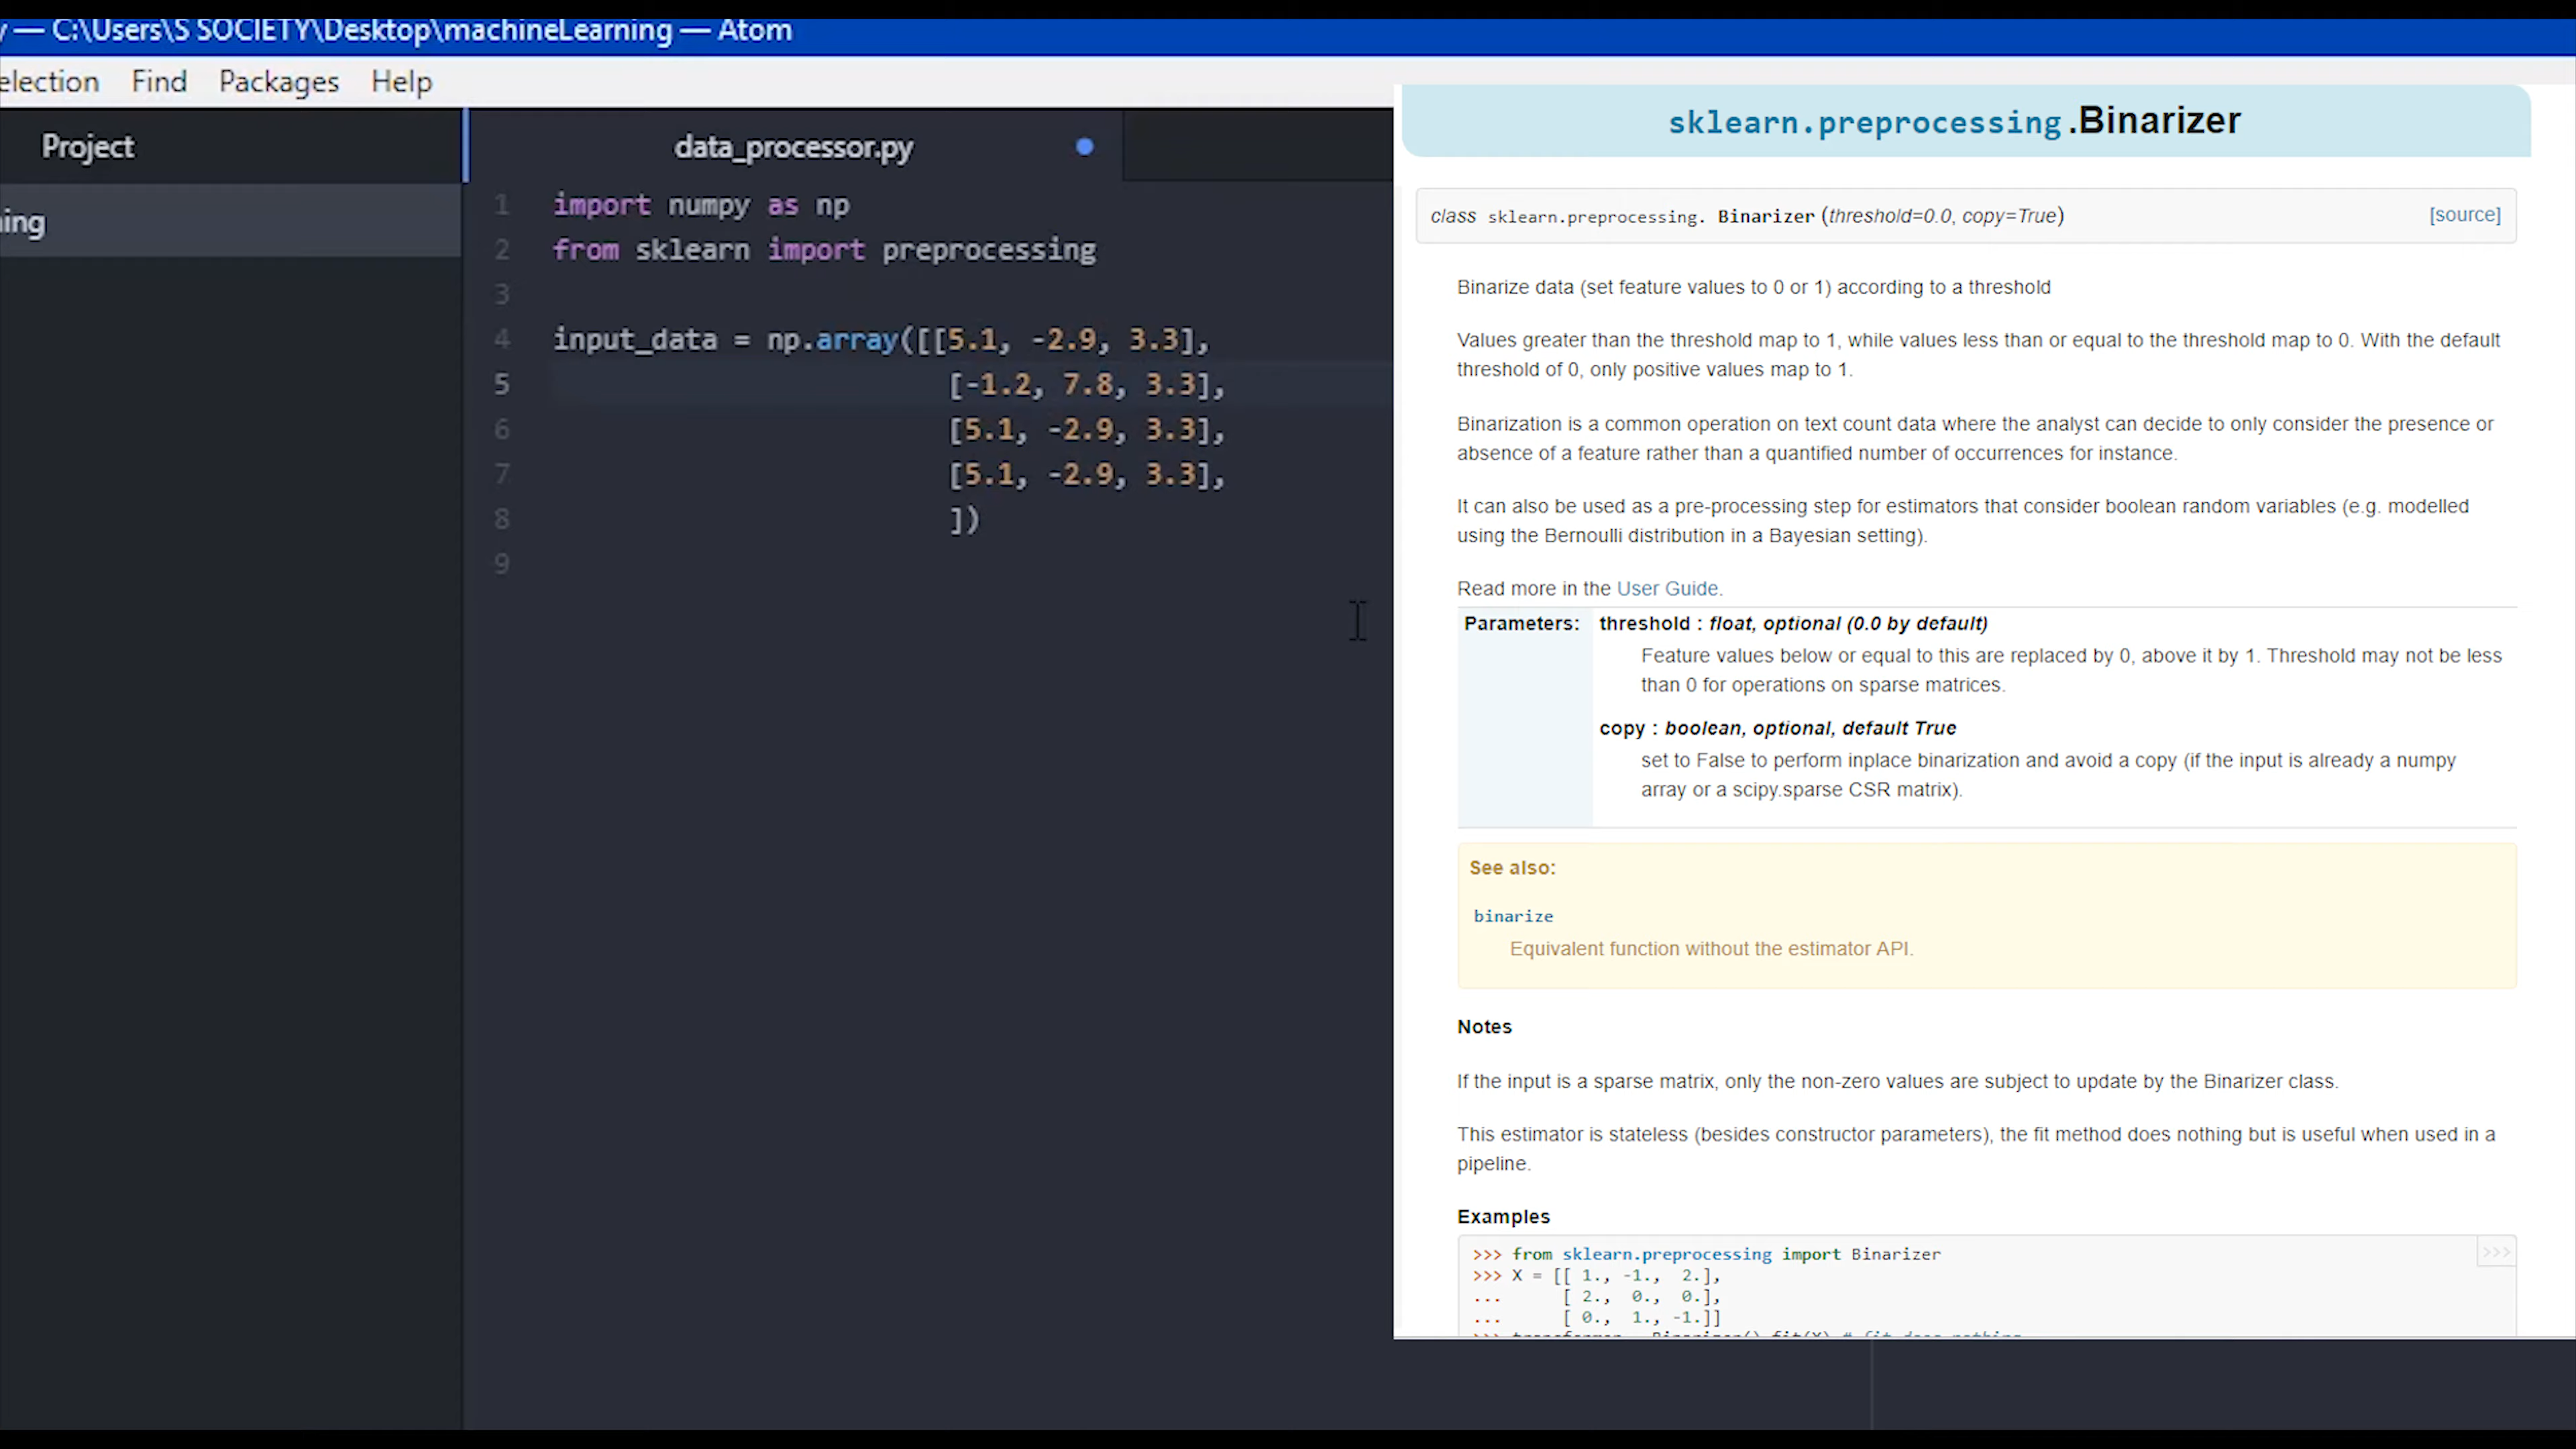 — C:\Users\S SOCIETY\Desktop\machineLearning — Atom
election Find Packages Help
Project
ing
data_processor.py
1 import numpy as np
2 from sklearn import preprocessing
3
4 input_data = np.array([[5.1, -2.9, 3.3],
5 [-1.2, 7.8, 3.3],
6 [5.1, -2.9, 3.3],
7 [5.1, -2.9, 3.3],
8 ])
9
sklearn.preprocessing.Binarizer
class sklearn.preprocessing. Binarizer (threshold=0.0, copy=True) [source]
Binarize data (set feature values to 0 or 1) according to a threshold
Values greater than the threshold map to 1, while values less than or equal to the threshold map to 0. With the default
threshold of 0, only positive values map to 1.
Binarization is a common operation on text count data where the analyst can decide to only consider the presence or
absence of a feature rather than a quantified number of occurrences for instance.
It can also be used as a pre-processing step for estimators that consider boolean random variables (e.g. modelled
using the Bernoulli distribution in a Bayesian setting).
Read more in the User Guide.
Parameters: threshold : float, optional (0.0 by default)
Feature values below or equal to this are replaced by 0, above it by 1. Threshold may not be less
than 0 for operations on sparse matrices.
copy : boolean, optional, default True
set to False to perform inplace binarization and avoid a copy (if the input is already a numpy
array or a scipy.sparse CSR matrix).
See also:
binarize
Equivalent function without the estimator API.
Notes
If the input is a sparse matrix, only the non-zero values are subject to update by the Binarizer class.
This estimator is stateless (besides constructor parameters), the fit method does nothing but is useful when used in a
pipeline.
Examples
>>> from sklearn.preprocessing import Binarizer >>>
>>> X = [[ 1., -1., 2.],
... [ 2., 0., 0.],
... [ 0., 1., -1.]]